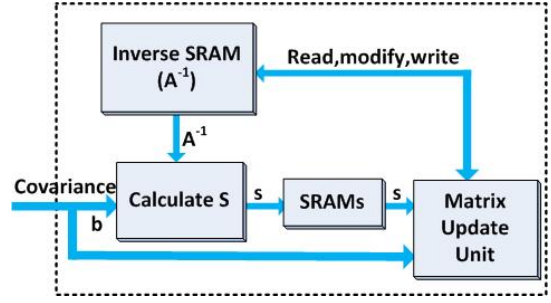 Inverse SRAM
(A⁻¹)
Read,modify,write
A⁻¹
Covariance
b
Calculate S
s
SRAMs
s
Matrix
Update
Unit